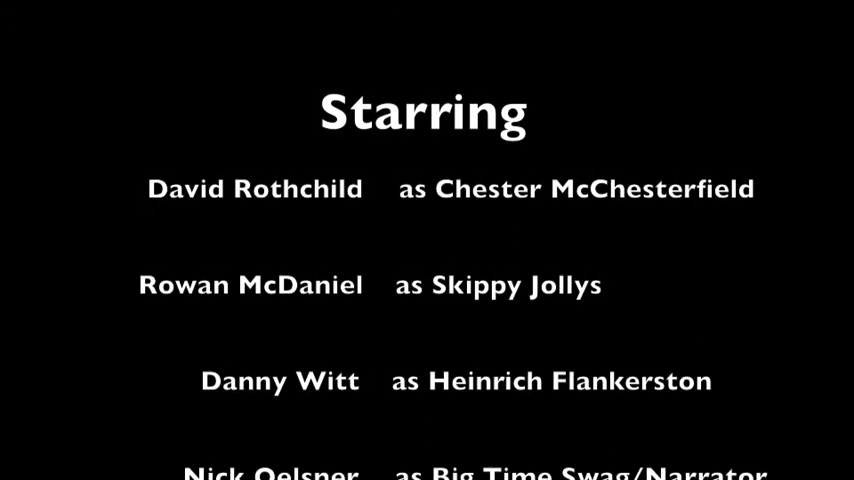 Starring
David Rothchild as Chester McChesterfield
Rowan McDaniel as Skippy Jollys
Danny Witt as Heinrich Flankerston
Nick Oelsner as Big Time Swag/Narrator